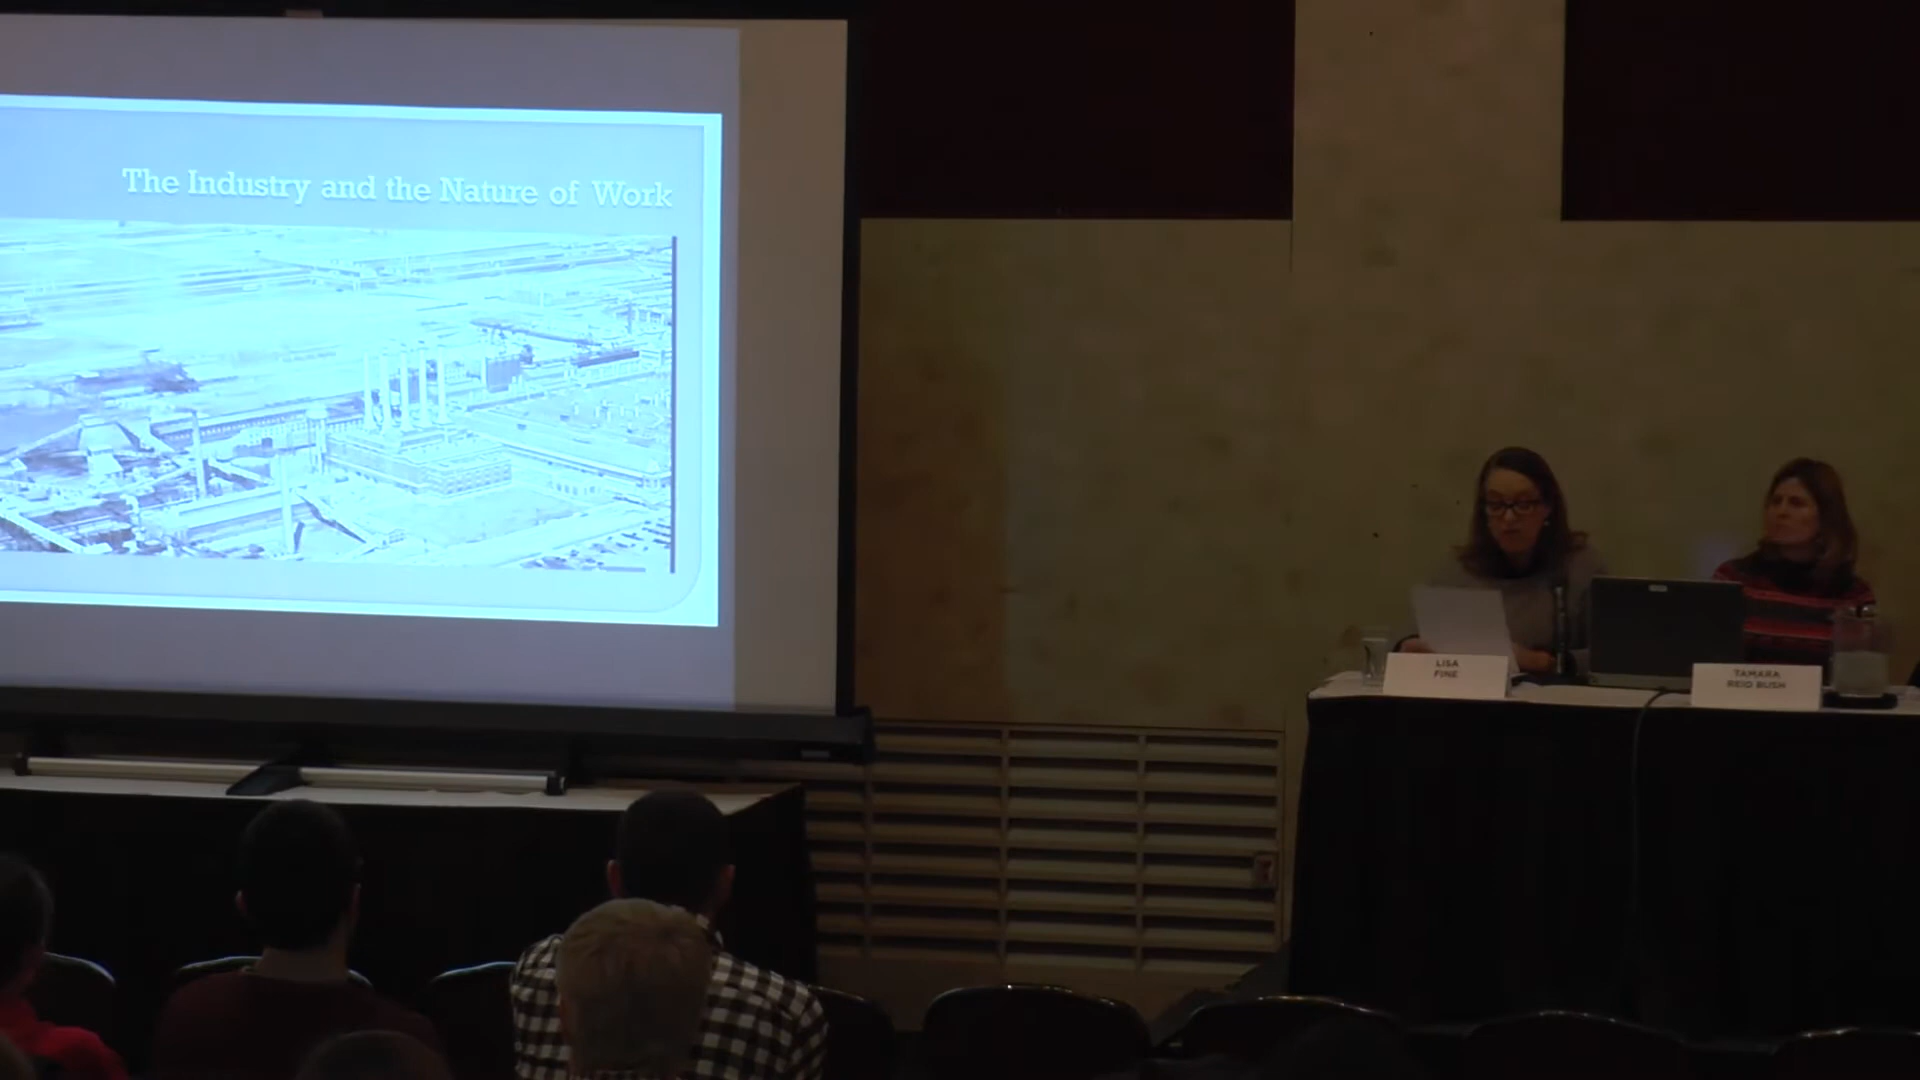 The Industry and the Nature of Work
LISA
FINE
TAMARA
REID BUSH